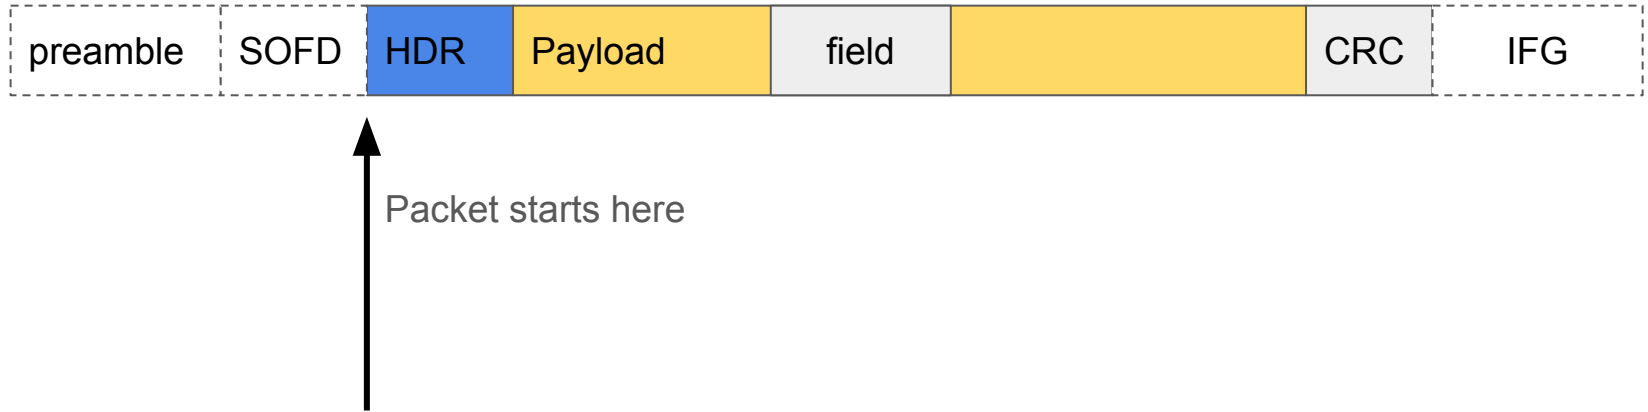 preamble SOFD HDR Payload field CRC IFG
Packet starts here